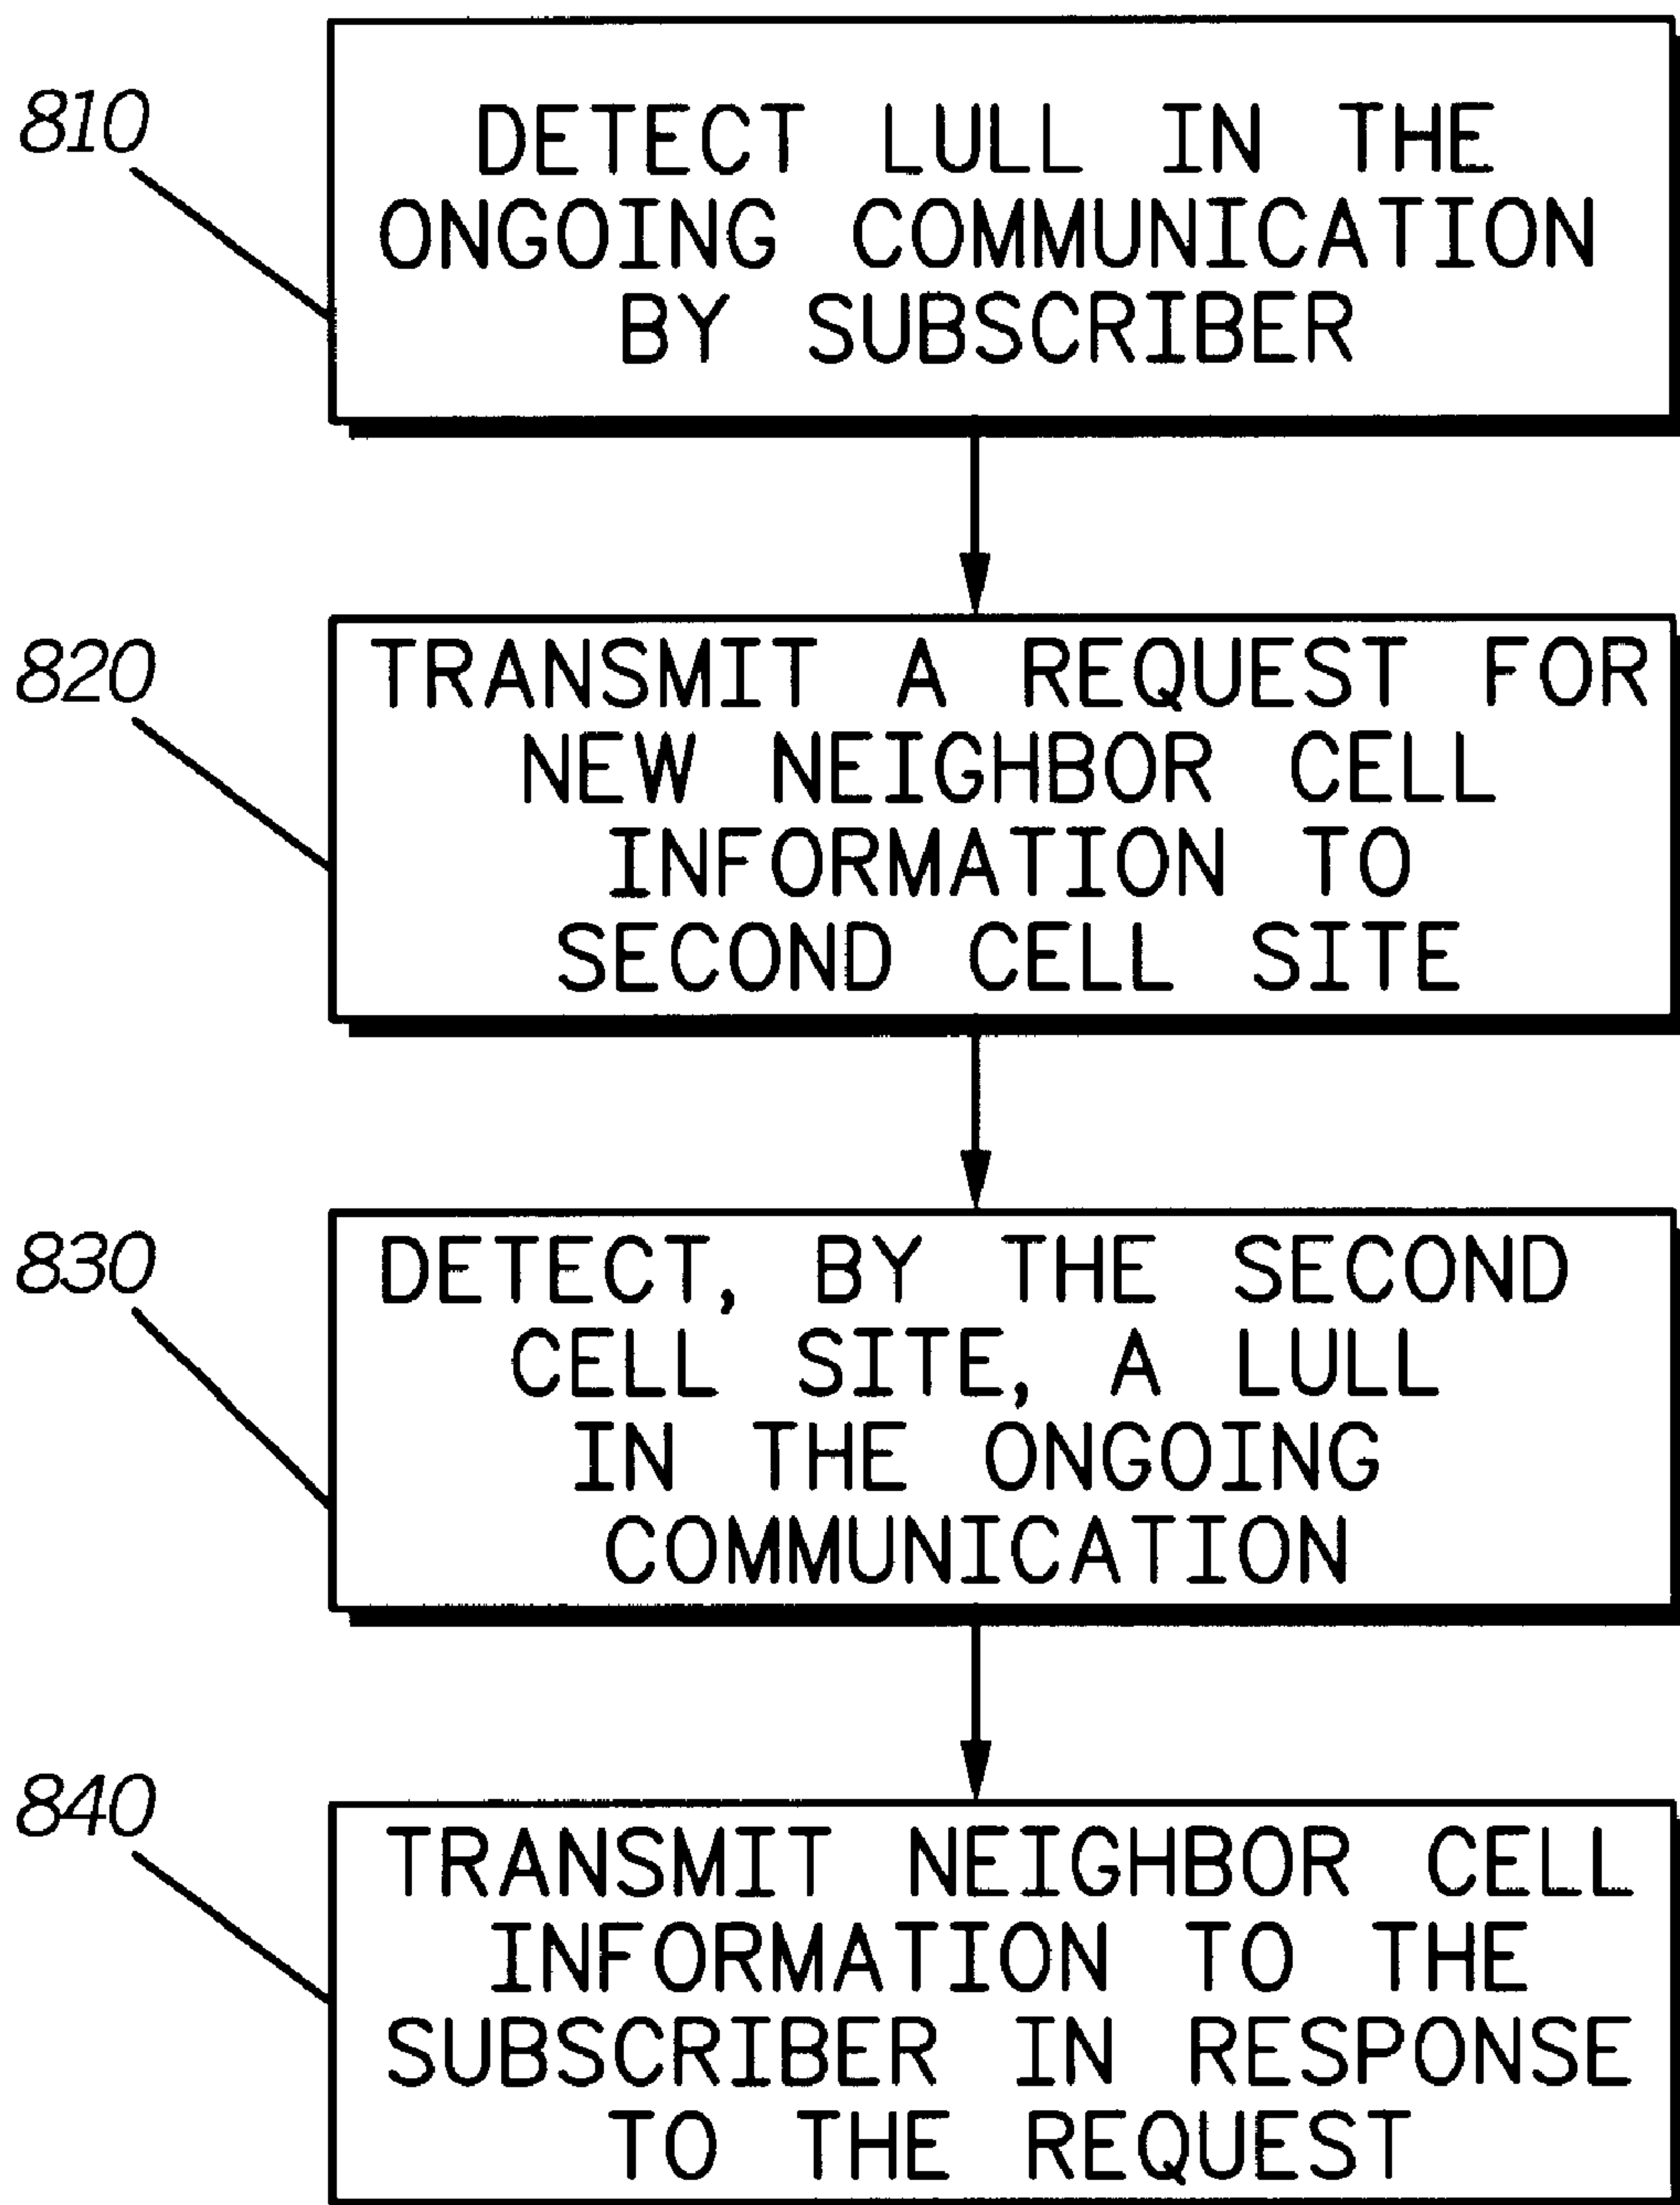 810
DETECT LULL IN THE
ONGOING COMMUNICATION
BY SUBSCRIBER
820
TRANSMIT A REQUEST FOR
NEW NEIGHBOR CELL
INFORMATION TO
SECOND CELL SITE
830
DETECT, BY THE SECOND
CELL SITE, A LULL
IN THE ONGOING
COMMUNICATION
840
TRANSMIT NEIGHBOR CELL
INFORMATION TO THE
SUBSCRIBER IN RESPONSE
TO THE REQUEST